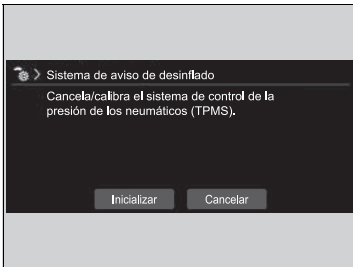 Sistema de aviso de desinflado
Cancela/calibra el sistema de control de la
presión de los neumáticos (TPMS).
Inicializar Cancelar